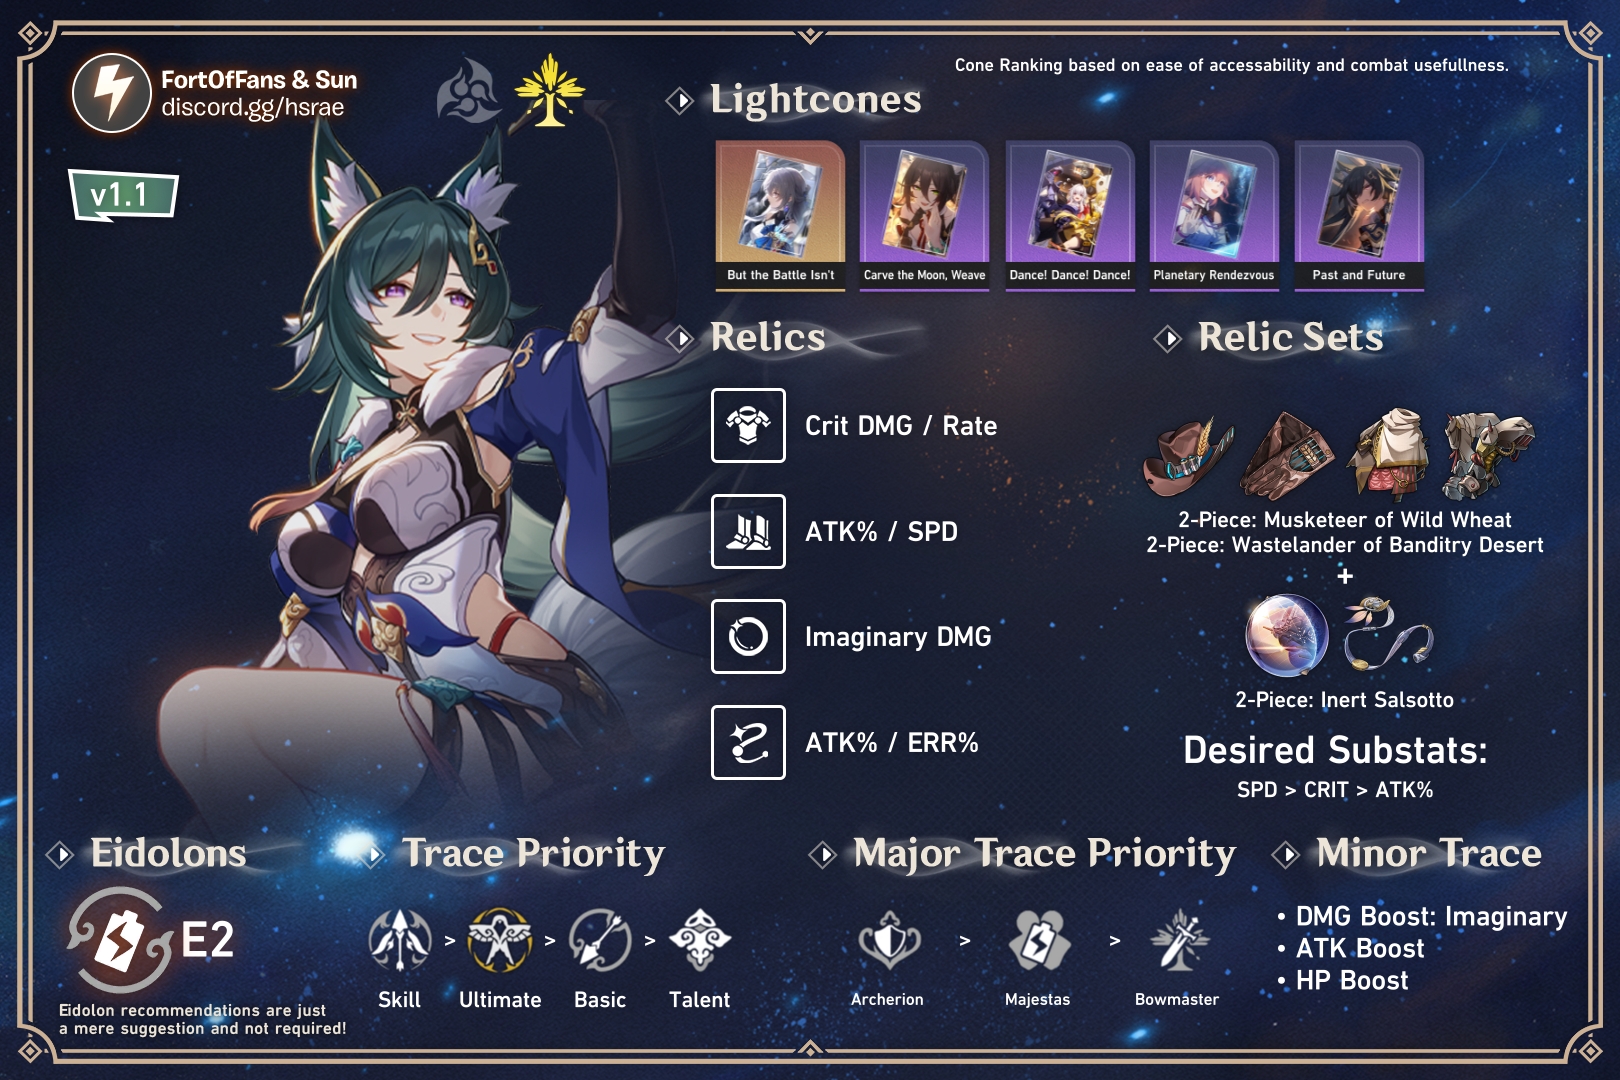 FortOfFans & Sun
discord.gg/hsrae
v1.1
Cone Ranking based on ease of accessability and combat usefullness.
Lightcones
But the Battle Isn't
Carve the Moon, Weave
Dance! Dance! Dance!
Planetary Rendezvous
Past and Future
Relics
Crit DMG / Rate
ATK% / SPD
Imaginary DMG
ATK% / ERR%
Relic Sets
2-Piece: Musketeer of Wild Wheat
2-Piece: Wastelander of Banditry Desert
+
2-Piece: Inert Salsotto
Desired Substats:
SPD > CRIT > ATK%
Eidolons
E2
Eidolon recommendations are just
a mere suggestion and not required!
Trace Priority
> > >
Skill Ultimate Basic Talent
Major Trace Priority
> >
Archerion Majestas Bowmaster
Minor Trace
• DMG Boost: Imaginary
• ATK Boost
• HP Boost